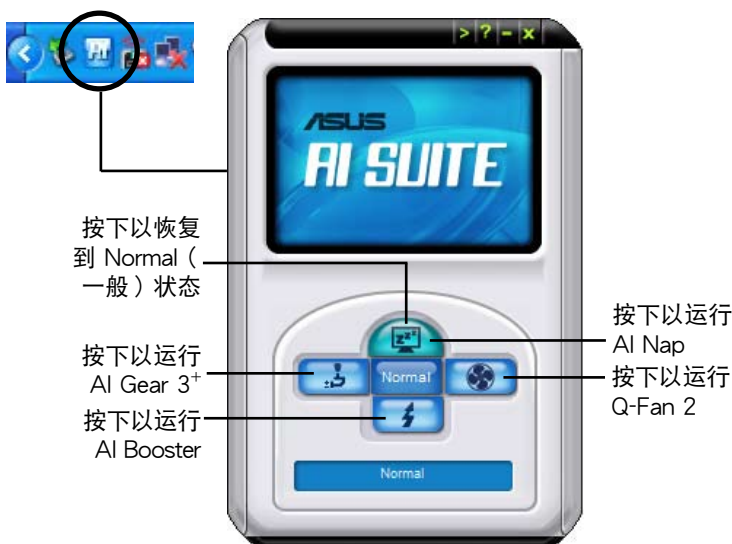 > ? - x
ASUS
AI SUITE
按下以恢复
到 Normal（
一般）状态
按下以运行
AI Nap
按下以运行
AI Gear 3+
Normal
按下以运行
Q-Fan 2
按下以运行
AI Booster
Normal